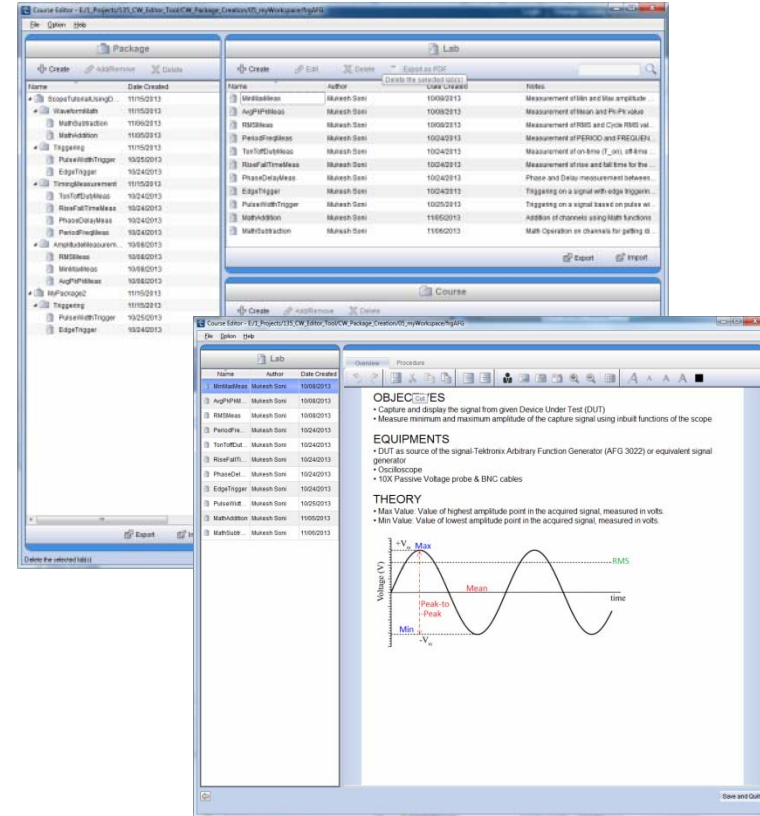 Course Editor - E:/1_Projects/135_CW_Editor_Tool/CW_Package_Creation/05_myWorkspace/frgAFG
File Option Help
Package
Create Add/Remove Delete
Name Date Created
ScopeTutorialUsingD... 11/15/2013
WaveformMath 11/15/2013
MathSubtraction 11/06/2013
MathAddition 11/05/2013
Triggering 11/15/2013
PulseWidthTrigger 10/25/2013
EdgeTrigger 10/24/2013
TimingMeasurement 11/15/2013
TonToffDutyMeas 10/24/2013
RiseFallTimeMeas 10/24/2013
PhaseDelayMeas 10/24/2013
PeriodFreqMeas 10/24/2013
AmplitudeMeasurem... 10/08/2013
RMSMeas 10/08/2013
MinMaxMeas 10/08/2013
AvgPkPkMeas 10/08/2013
MyPackage2 11/15/2013
Triggering 11/15/2013
PulseWidthTrigger 10/25/2013
EdgeTrigger 10/24/2013
Export
Delete the selected lab(s)
Lab
Create Edit Delete Export as PDF
Delete the selected lab(s)
Name Author Date Created Notes
MinMaxMeas Mukesh Soni 10/08/2013 Measurement of Min and Max amplitude ...
AvgPkPkMeas Mukesh Soni 10/08/2013 Measurement of Mean and Pk-Pk value
RMSMeas Mukesh Soni 10/08/2013 Measurement of RMS and Cycle RMS val...
PeriodFreqMeas Mukesh Soni 10/24/2013 Measurement of PERIOD and FREQUEN...
TonToffDutyMeas Mukesh Soni 10/24/2013 Measurement of on-time (T_on), off-time ...
RiseFallTimeMeas Mukesh Soni 10/24/2013 Measurement of rise and fall time for the ...
PhaseDelayMeas Mukesh Soni 10/24/2013 Phase and Delay measurement between...
EdgeTrigger Mukesh Soni 10/24/2013 Triggering on a signal with edge triggerin...
PulseWidthTrigger Mukesh Soni 10/25/2013 Triggering on a signal based on pulse wi...
MathAddition Mukesh Soni 11/05/2013 Addition of channels using Math functions
MathSubtraction Mukesh Soni 11/06/2013 Math Operation on channels for getting di...
Export Import
Course
Create Add/Remove Delete
Course Editor - E:/1_Projects/135_CW_Editor_Tool/CW_Package_Creation/05_myWorkspace/frgAFG
File Option Help
Lab
Name Author Date Created
MinMaxMeas Mukesh Soni 10/08/2013
AvgPkPkM... Mukesh Soni 10/08/2013
RMSMeas Mukesh Soni 10/08/2013
PeriodFre... Mukesh Soni 10/24/2013
TonToffDut... Mukesh Soni 10/24/2013
RiseFallTi... Mukesh Soni 10/24/2013
PhaseDel... Mukesh Soni 10/24/2013
EdgeTrigger Mukesh Soni 10/24/2013
PulseWidt... Mukesh Soni 10/25/2013
MathAddition Mukesh Soni 11/05/2013
MathSubtr... Mukesh Soni 11/06/2013
Overview Procedure
A A A A
Cut
• Capture and display the signal from given Device Under Test (DUT)
• Measure minimum and maximum amplitude of the capture signal using inbuilt functions of the scope
EQUIPMENTS
• DUT as source of the signal-Tektronix Arbitrary Function Generator (AFG 3022) or equivalent signal
generator
• Oscilloscope
• 10X Passive Voltage probe & BNC cables
THEORY
• Max Value: Value of highest amplitude point in the acquired signal, measured in volts.
• Min Value: Value of lowest amplitude point in the acquired signal, measured in volts.
Max
RMS
Voltage (V)
Mean
time
Peak-to
-Peak
Min
Save and Quit